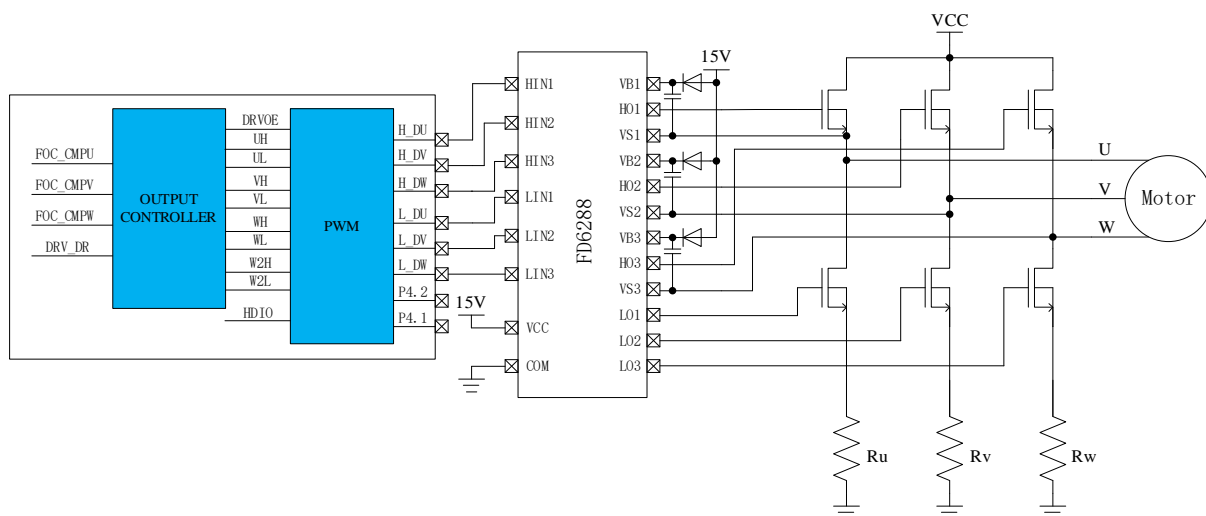 FOC_CMPU
FOC_CMPV
FOC_CMPW
DRV_DR
OUTPUT
CONTROLLER
DRVOE
UH
UL
VH
VL
WH
WL
W2H
W2L
HDIO
PWM
H_DU
H_DV
H_DW
L_DU
L_DV
L_DW
P4.2
P4.1
15V
HIN1
HIN2
HIN3
LIN1
LIN2
LIN3
VCC
COM
FD6288
VB1
HO1
VS1
VB2
HO2
VS2
VB3
HO3
VS3
LO1
LO2
LO3
15V
VCC
U
V
W
Motor
Ru
Rv
Rw